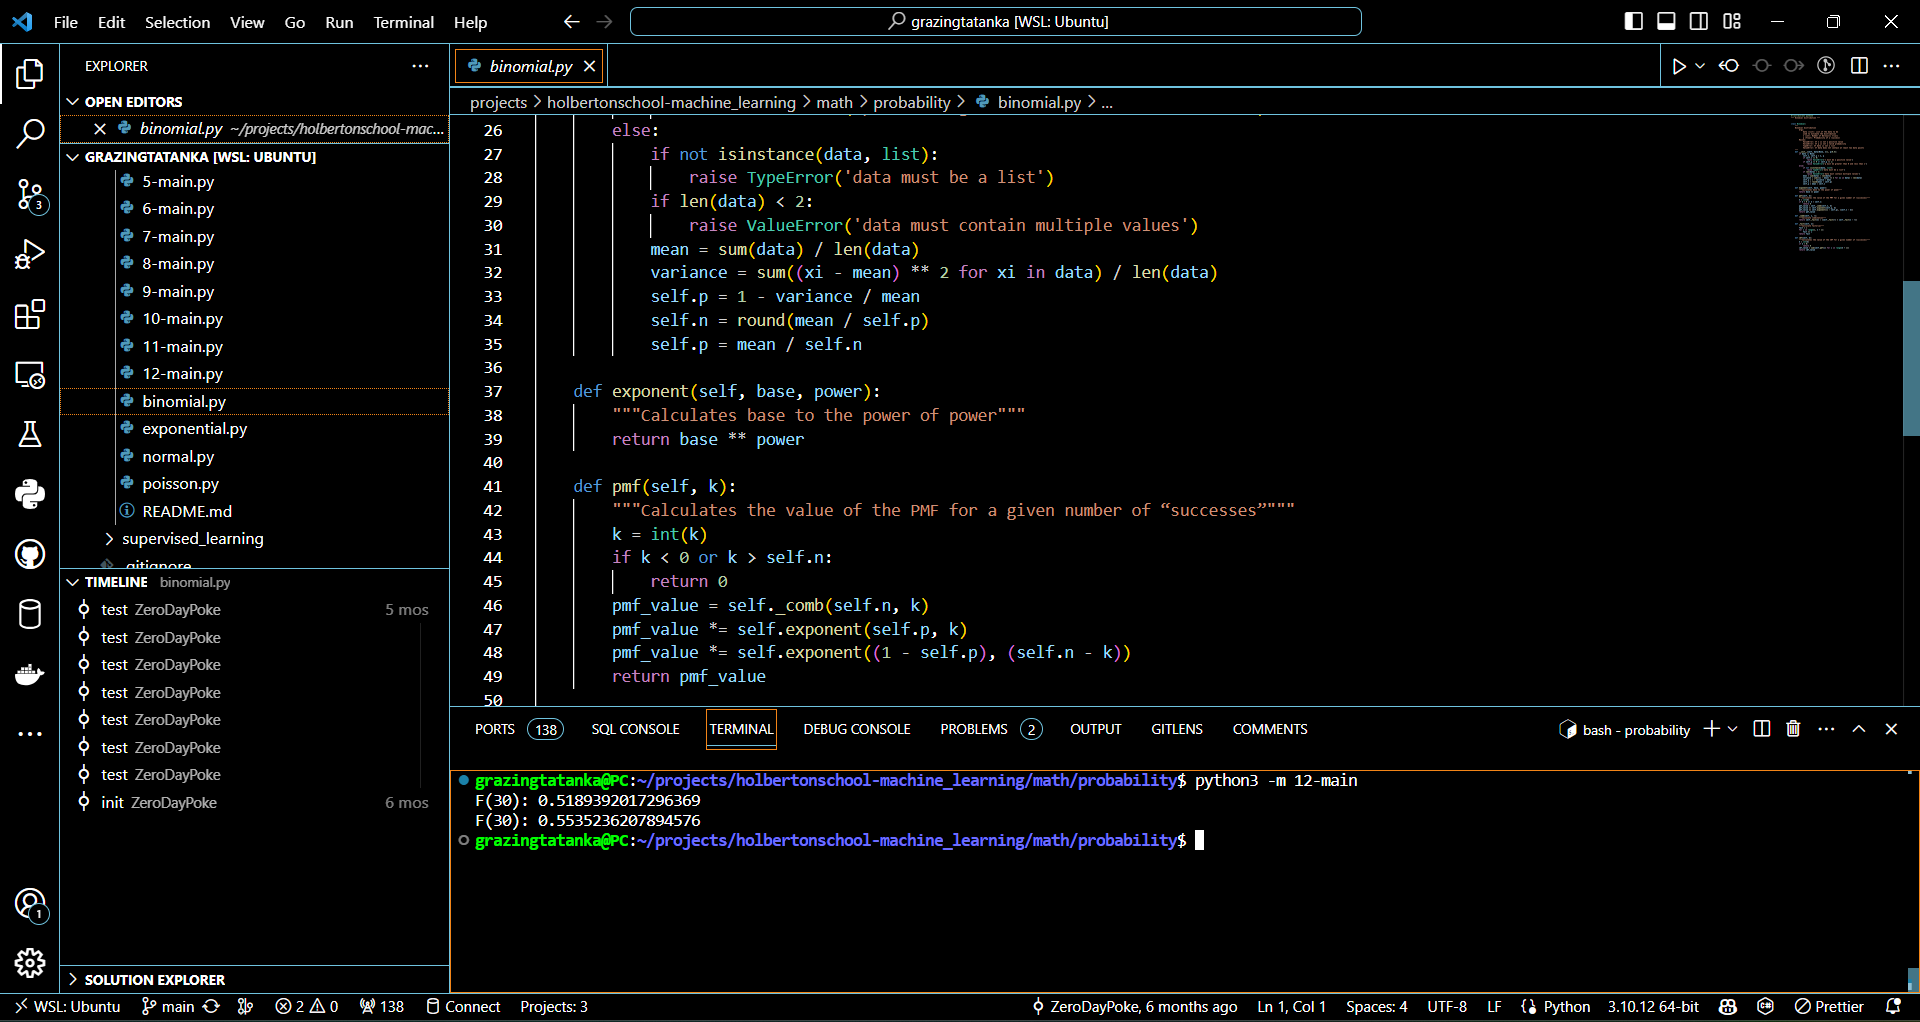 File Edit Selection View Go Run Terminal Help
grazingtatanka [WSL: Ubuntu]
EXPLORER
OPEN EDITORS
binomial.py ~/projects/holbertonschool-mac...
GRAZINGTATANKA [WSL: UBUNTU]
5-main.py
6-main.py
7-main.py
8-main.py
9-main.py
10-main.py
11-main.py
12-main.py
binomial.py
exponential.py
normal.py
poisson.py
README.md
supervised_learning
.gitignore
TIMELINE binomial.py
test ZeroDayPoke 5 mos
test ZeroDayPoke
test ZeroDayPoke
test ZeroDayPoke
test ZeroDayPoke
test ZeroDayPoke
test ZeroDayPoke
init ZeroDayPoke 6 mos
SOLUTION EXPLORER
3
1
binomial.py
projects > holbertonschool-machine_learning > math > probability > binomial.py > ...
26 else:
27 if not isinstance(data, list):
28 raise TypeError('data must be a list')
29 if len(data) < 2:
30 raise ValueError('data must contain multiple values')
31 mean = sum(data) / len(data)
32 variance = sum((xi - mean) ** 2 for xi in data) / len(data)
33 self.p = 1 - variance / mean
34 self.n = round(mean / self.p)
35 self.p = mean / self.n
36
37 def exponent(self, base, power):
38 """Calculates base to the power of power"""
39 return base ** power
40
41 def pmf(self, k):
42 """Calculates the value of the PMF for a given number of “successes”"""
43 k = int(k)
44 if k < 0 or k > self.n:
45 return 0
46 pmf_value = self._comb(self.n, k)
47 pmf_value *= self.exponent(self.p, k)
48 pmf_value *= self.exponent((1 - self.p), (self.n - k))
49 return pmf_value
50
PORTS 138 SQL CONSOLE TERMINAL DEBUG CONSOLE PROBLEMS 2 OUTPUT GITLENS COMMENTS bash - probability
grazingtatanka@PC:~/projects/holbertonschool-machine_learning/math/probability$ python3 -m 12-main
F(30): 0.5189392017296369
F(30): 0.5535236207894576
grazingtatanka@PC:~/projects/holbertonschool-machine_learning/math/probability$
WSL: Ubuntu main 2 0 138 Connect Projects: 3 ZeroDayPoke, 6 months ago Ln 1, Col 1 Spaces: 4 UTF-8 LF Python 3.10.12 64-bit Prettier